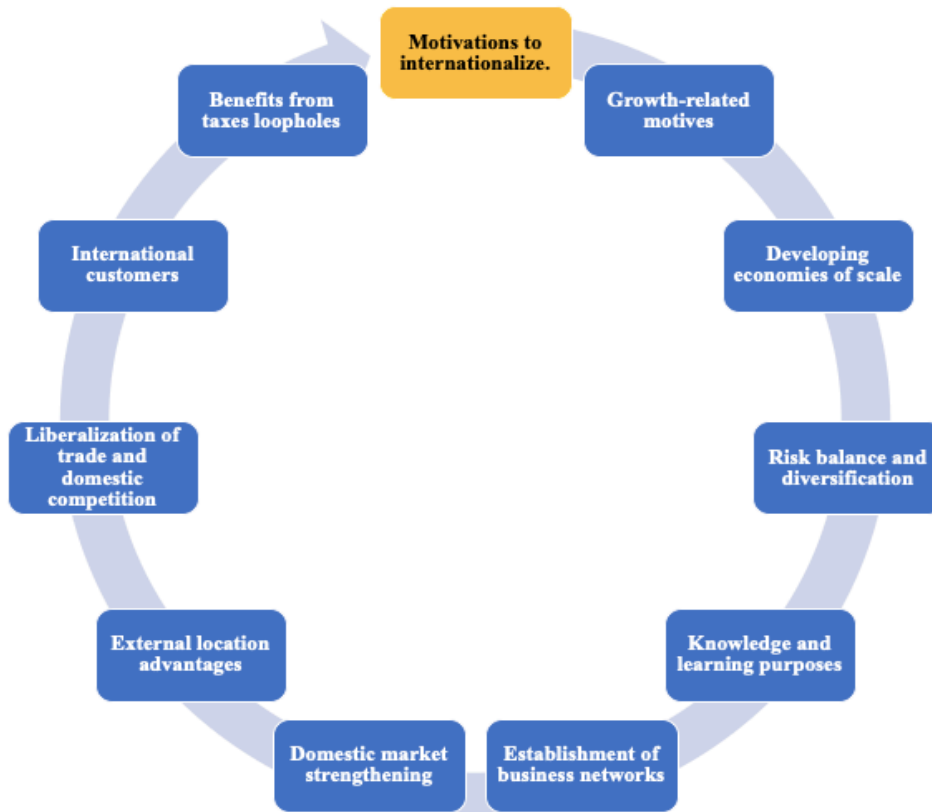 Motivations to
internationalize.
Growth-related
motives
Developing
economies of scale
Risk balance and
diversification
Knowledge and
learning purposes
Establishment of
business networks
Domestic market
strengthening
External location
advantages
Liberalization of
trade and
domestic
competition
International
customers
Benefits from
taxes loopholes